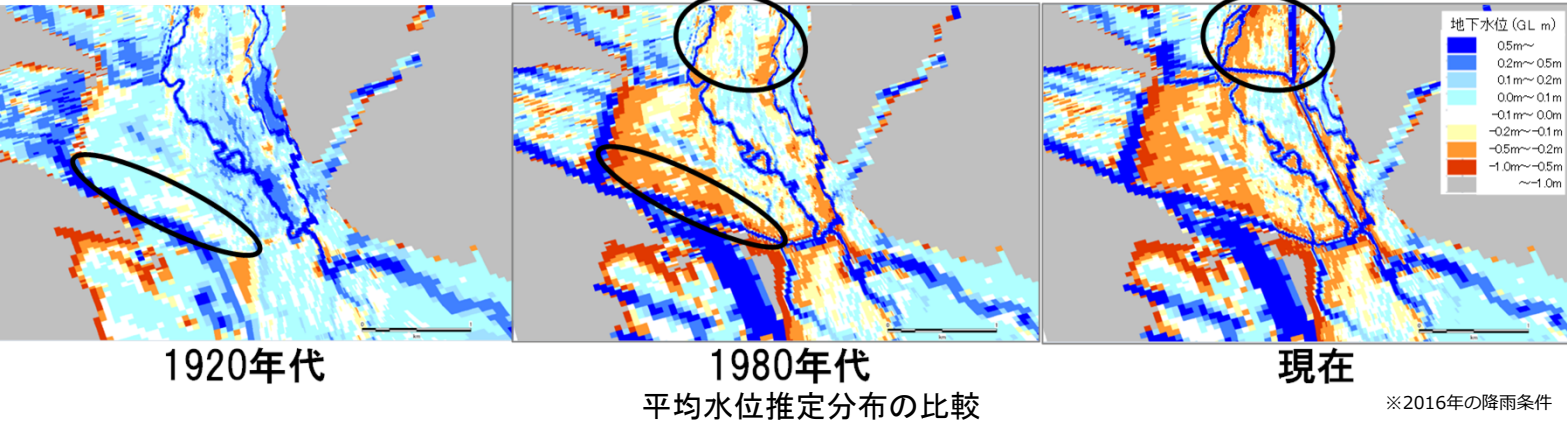 地下水位(GL m)
0.5m～
0.2m～ 0.5m
0.1m～ 0.2m
0.0m～ 0.1m
-0.1m～ 0.0m
-0.2m～-0.1m
-0.5m～-0.2m
-1.0m～-0.5m
～-1.0m
km
km
km
1920年代
1980年代
現在
平均水位推定分布の比較
※2016年の降雨条件